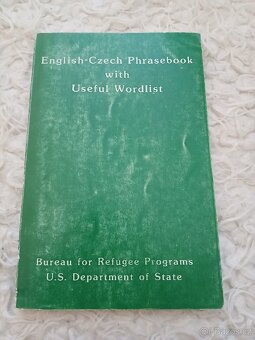 English-Czech Phrasebook
with
Useful Wordlist
Bureau for Refugee Programs
U.S. Department of State